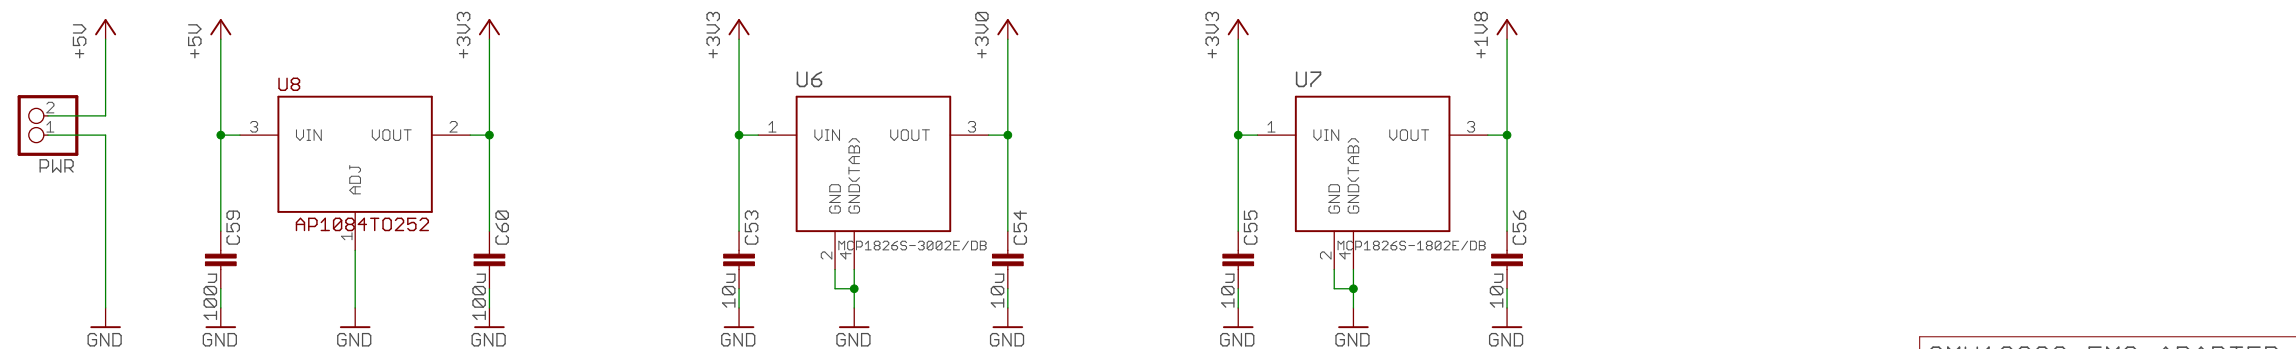 +5V
2
1
PWR
GND
+5V
U8
3
VIN
VOUT
2
ADJ
AP1084TO252
1
C59
100u
GND
GND
+3V3
C60
100u
GND
+3V3
U6
1
VIN
VOUT
3
GND
GND(TAB)
MCP1826S-3002E/DB
2
4
C53
10u
GND
GND
+3V0
C54
10u
GND
+3V3
U7
1
VIN
VOUT
3
GND
GND(TAB)
MCP1826S-1802E/DB
2
4
C55
10u
GND
GND
+1V8
C56
10u
GND
ADAPTER